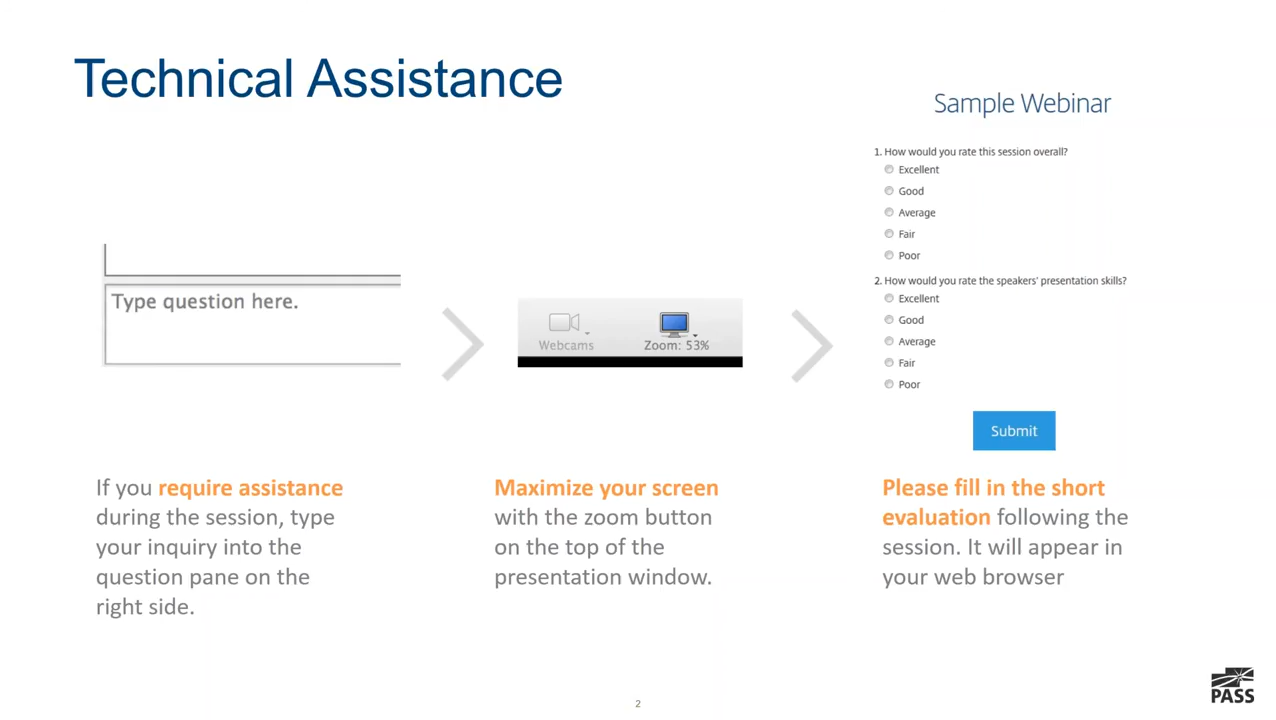 Technical Assistance
Type question here.
If you require assistance
during the session, type
your inquiry into the
question pane on the
right side.
Webcams
Zoom: 53%
Maximize your screen
with the zoom button
on the top of the
presentation window.
Sample Webinar
1. How would you rate this session overall?
Excellent
Good
Average
Fair
Poor
2. How would you rate the speakers' presentation skills?
Excellent
Good
Average
Fair
Poor
Submit
Please fill in the short
evaluation following the
session. It will appear in
your web browser
2
PASS